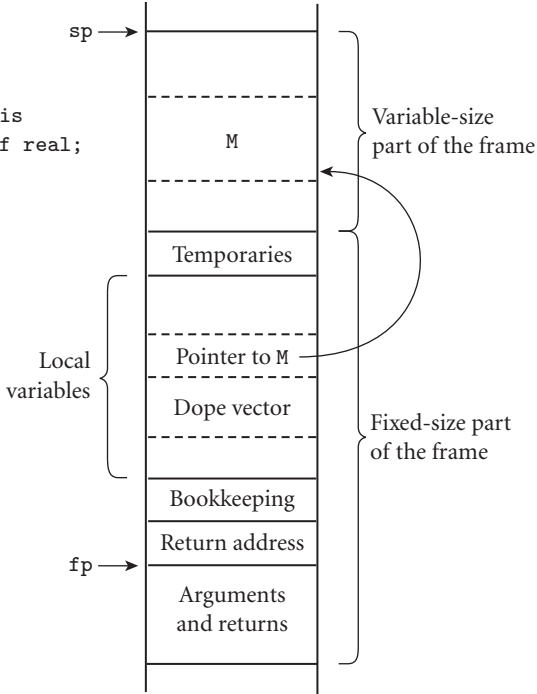 sp
is
f real;
M
Variable-size
part of the frame
Temporaries
Pointer to M
Local
variables
Dope vector
Fixed-size part
of the frame
Bookkeeping
Return address
fp
Arguments
and returns